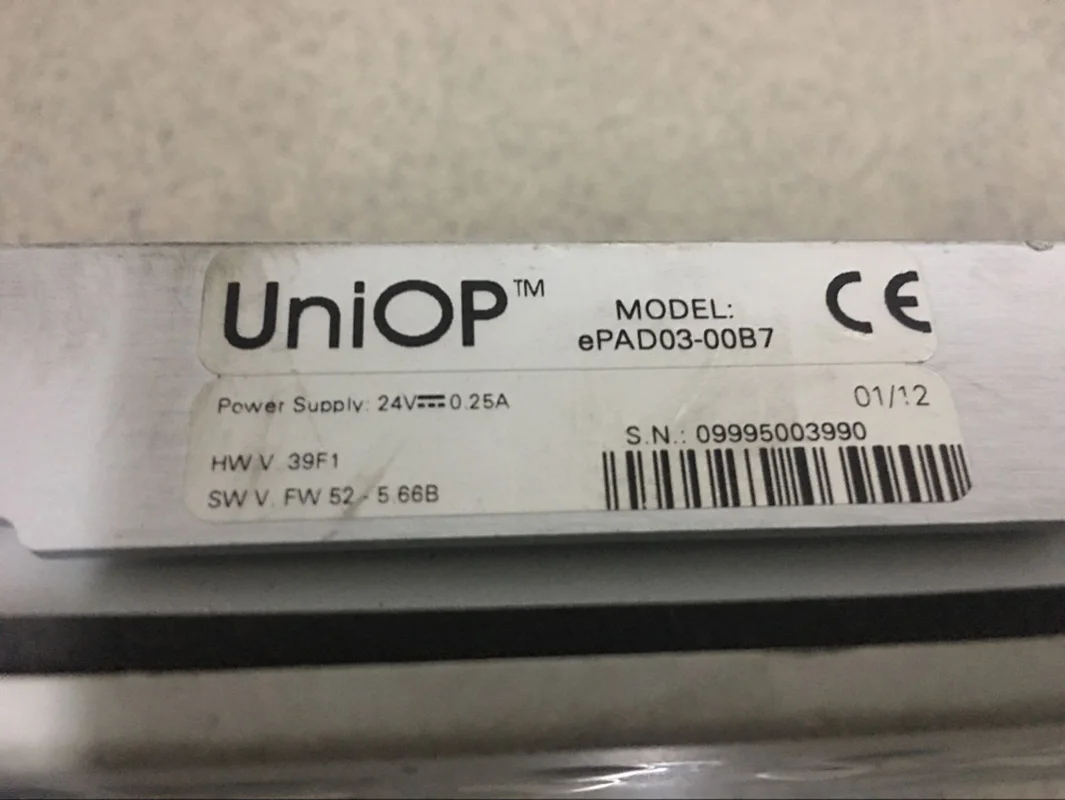 UniOP™
MODEL:
ePAD03-00B7
CE
Power Supply: 24V⎓0.25A
01/12
S.N.: 09995003990
HW V. 39F1
SW V. FW 52 - 5.66B